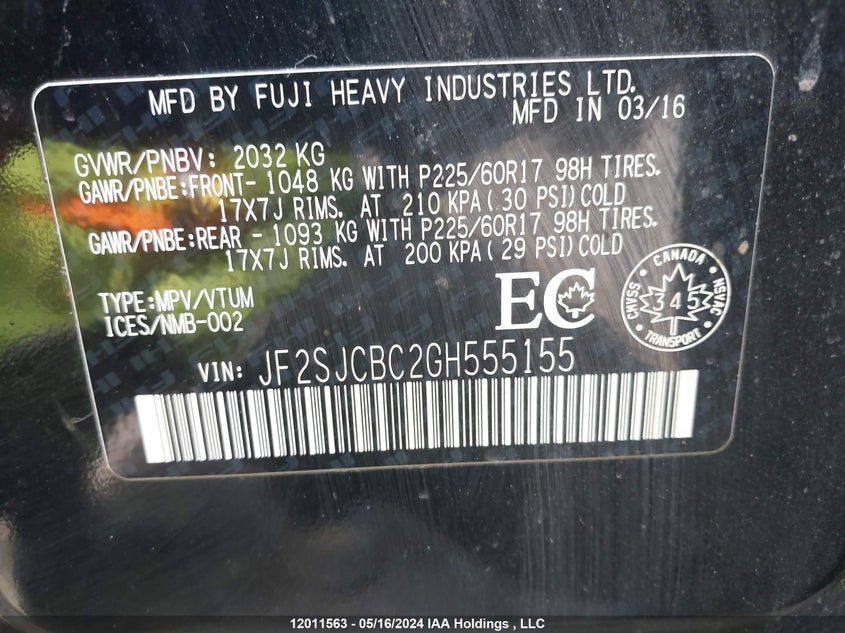 MFD BY FUJI HEAVY INDUSTRIES LTD.
MFD IN 03/16
GVWR/PNBV: 2032 KG
GAWR/PNBE:FRONT- 1048 KG WITH P225/60R17 98H TIRES.
17X7J RIMS. AT 210 KPA(30 PSI)COLD
GAWR/PNBE:REAR - 1093 KG WITH P225/60R17 98H TIRES.
17X7J RIMS. AT 200 KPA(29 PSI)COLD
TYPE:MPV/VTUM
ICES/NMB-002
EC
CANADA
CMVSS
345
NSVAC
TRANSPORT
VIN: JF2SJCBC2GH555155
12011563 - 05/16/2024 IAA Holdings , LLC